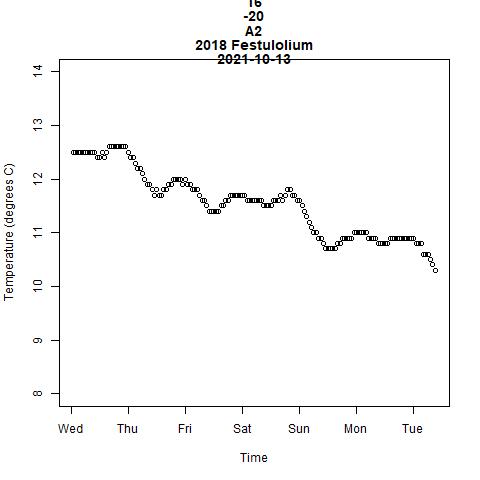 16
-20
A2
2018 Festulolium
2021-10-13
14
13
12
11
10
9
8
Temperature (degrees C)
Wed Thu Fri Sat Sun Mon Tue
Time